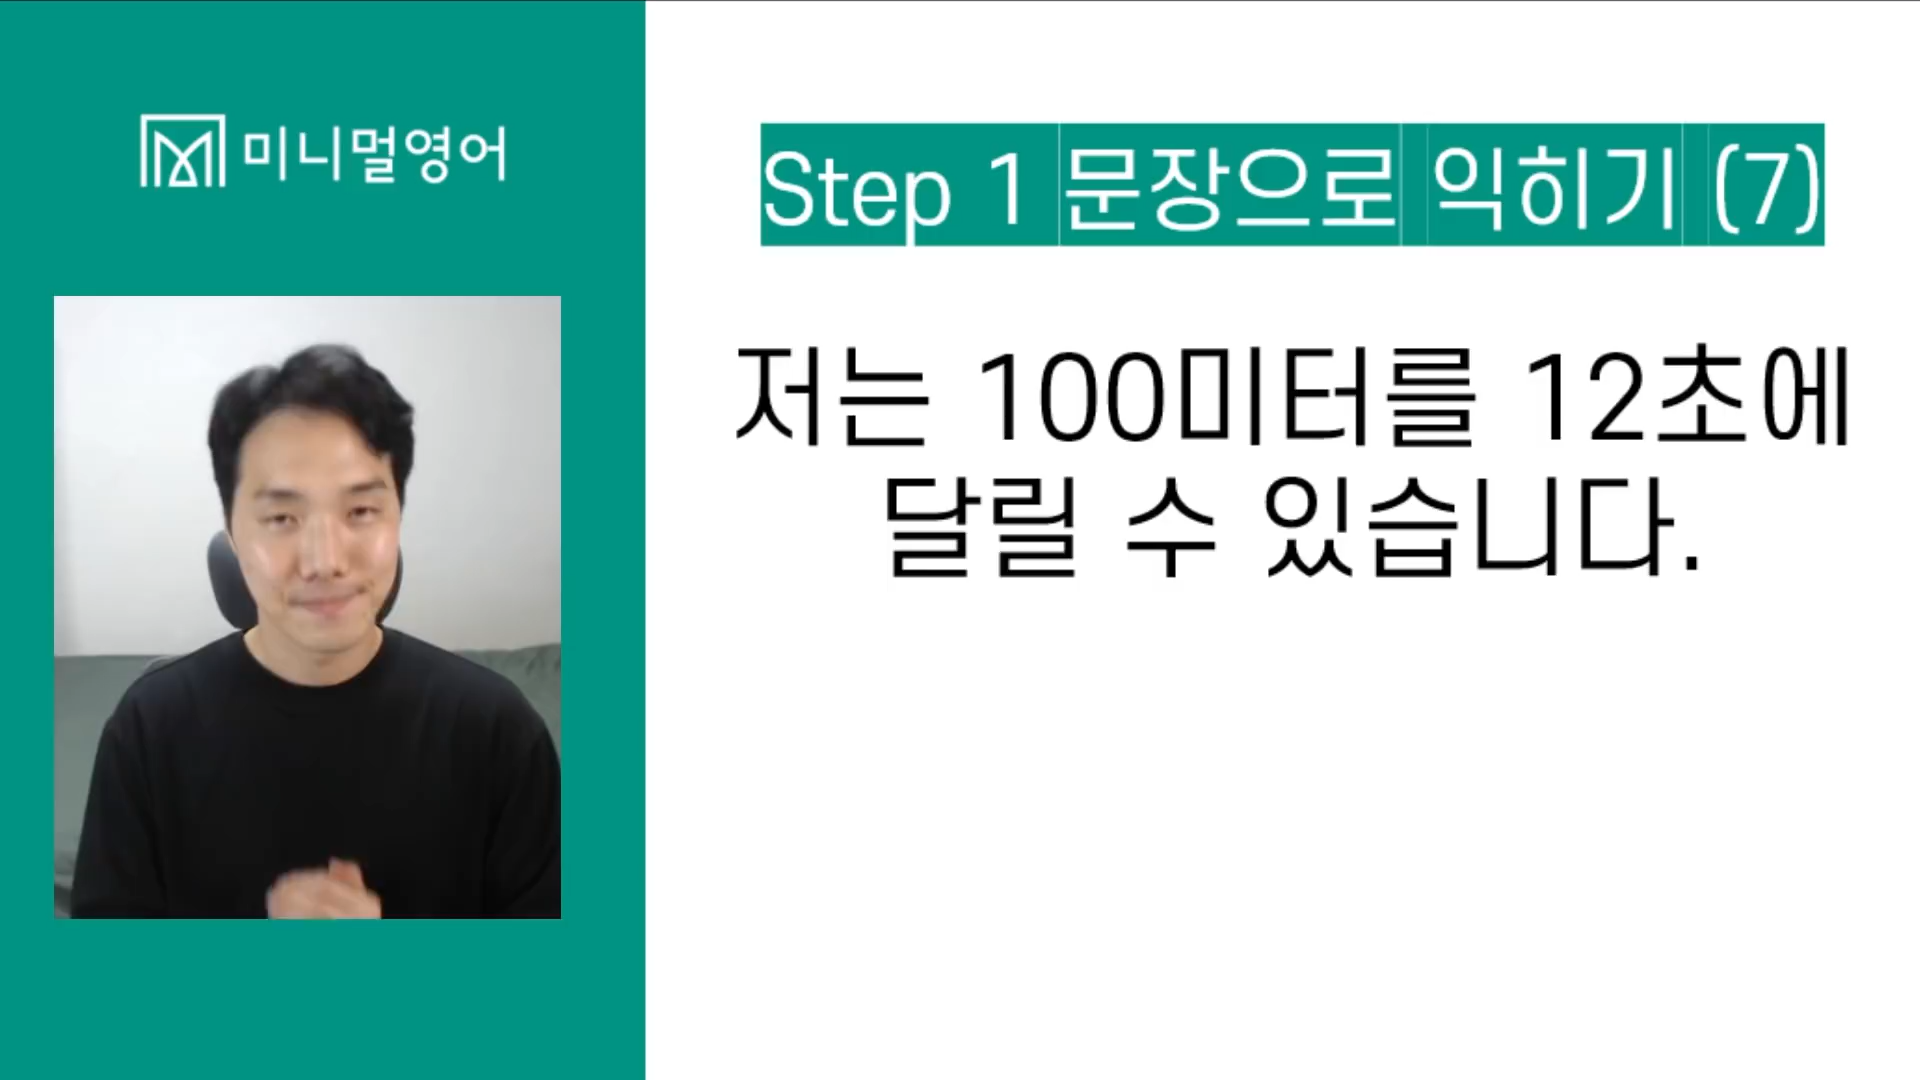 미니멀영어
Step 1 문장으로 익히기 (7)
저는 100미터를 12초에
달릴 수 있습니다.